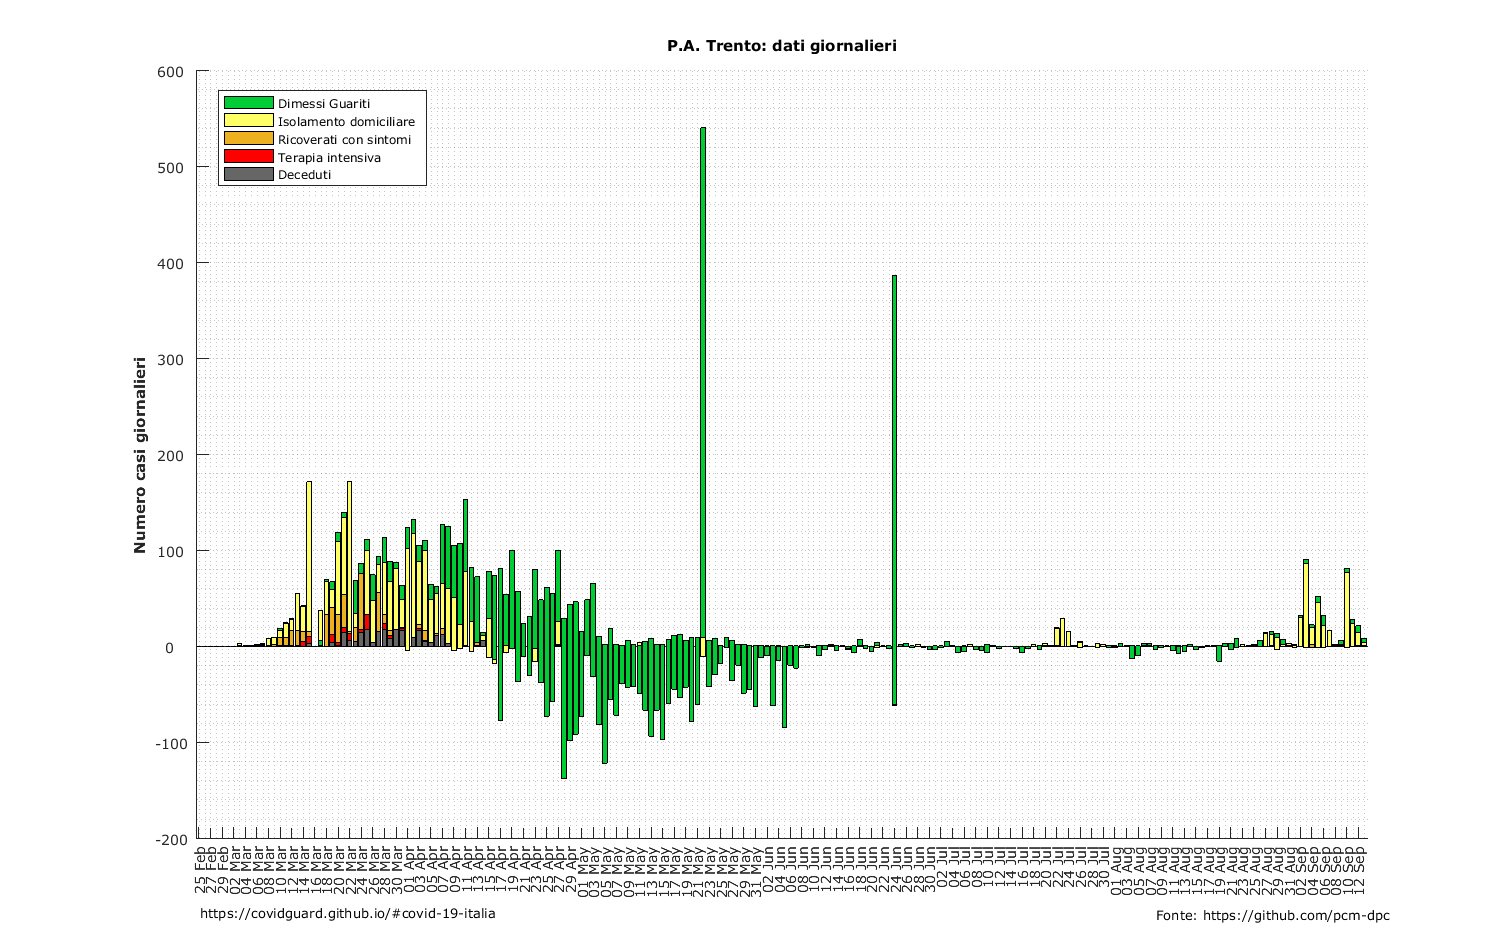 P.A. Trento: dati giornalieri
Dimessi Guariti
Isolamento domiciliare
Ricoverati con sintomi
Terapia intensiva
Deceduti
Numero casi giornalieri
600
500
400
300
200
100
0
-100
-200
25 Feb
27 Feb
29 Feb
02 Mar
04 Mar
06 Mar
08 Mar
10 Mar
12 Mar
14 Mar
16 Mar
18 Mar
20 Mar
22 Mar
24 Mar
26 Mar
28 Mar
30 Mar
01 Apr
03 Apr
05 Apr
07 Apr
09 Apr
11 Apr
13 Apr
15 Apr
17 Apr
19 Apr
21 Apr
23 Apr
25 Apr
27 Apr
29 Apr
01 May
03 May
05 May
07 May
09 May
11 May
13 May
15 May
17 May
19 May
21 May
23 May
25 May
27 May
29 May
31 May
02 Jun
04 Jun
06 Jun
08 Jun
10 Jun
12 Jun
14 Jun
16 Jun
18 Jun
20 Jun
22 Jun
24 Jun
26 Jun
28 Jun
30 Jun
02 Jul
04 Jul
06 Jul
08 Jul
10 Jul
12 Jul
14 Jul
16 Jul
18 Jul
20 Jul
22 Jul
24 Jul
26 Jul
28 Jul
30 Jul
01 Aug
03 Aug
05 Aug
07 Aug
09 Aug
11 Aug
13 Aug
15 Aug
17 Aug
19 Aug
21 Aug
23 Aug
25 Aug
27 Aug
29 Aug
31 Aug
02 Sep
04 Sep
06 Sep
08 Sep
10 Sep
12 Sep
https://covidguard.github.io/#covid-19-italia
Fonte: https://github.com/pcm-dpc